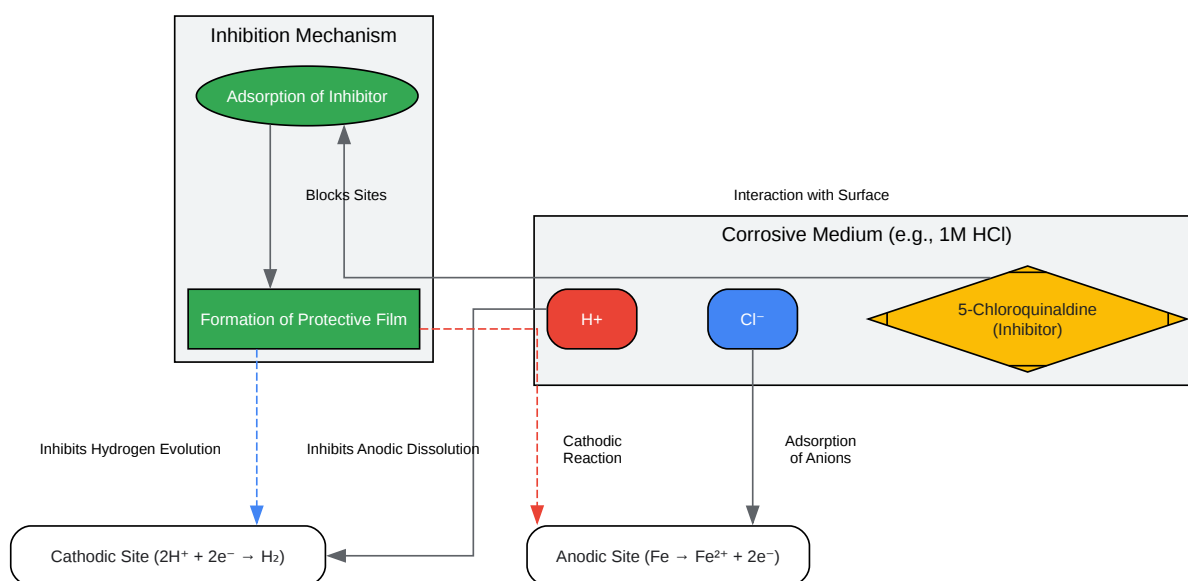 Inhibition Mechanism
Adsorption of Inhibitor
Blocks Sites
Interaction with Surface
Corrosive Medium (e.g., 1M HCl)
Formation of Protective Film
H+
Cl⁻
5-Chloroquinaldine
(Inhibitor)
Inhibits Hydrogen Evolution
Inhibits Anodic Dissolution
Cathodic
Reaction
Adsorption
of Anions
Cathodic Site (2H⁺ + 2e⁻ → H₂)
Anodic Site (Fe → Fe²⁺ + 2e⁻)